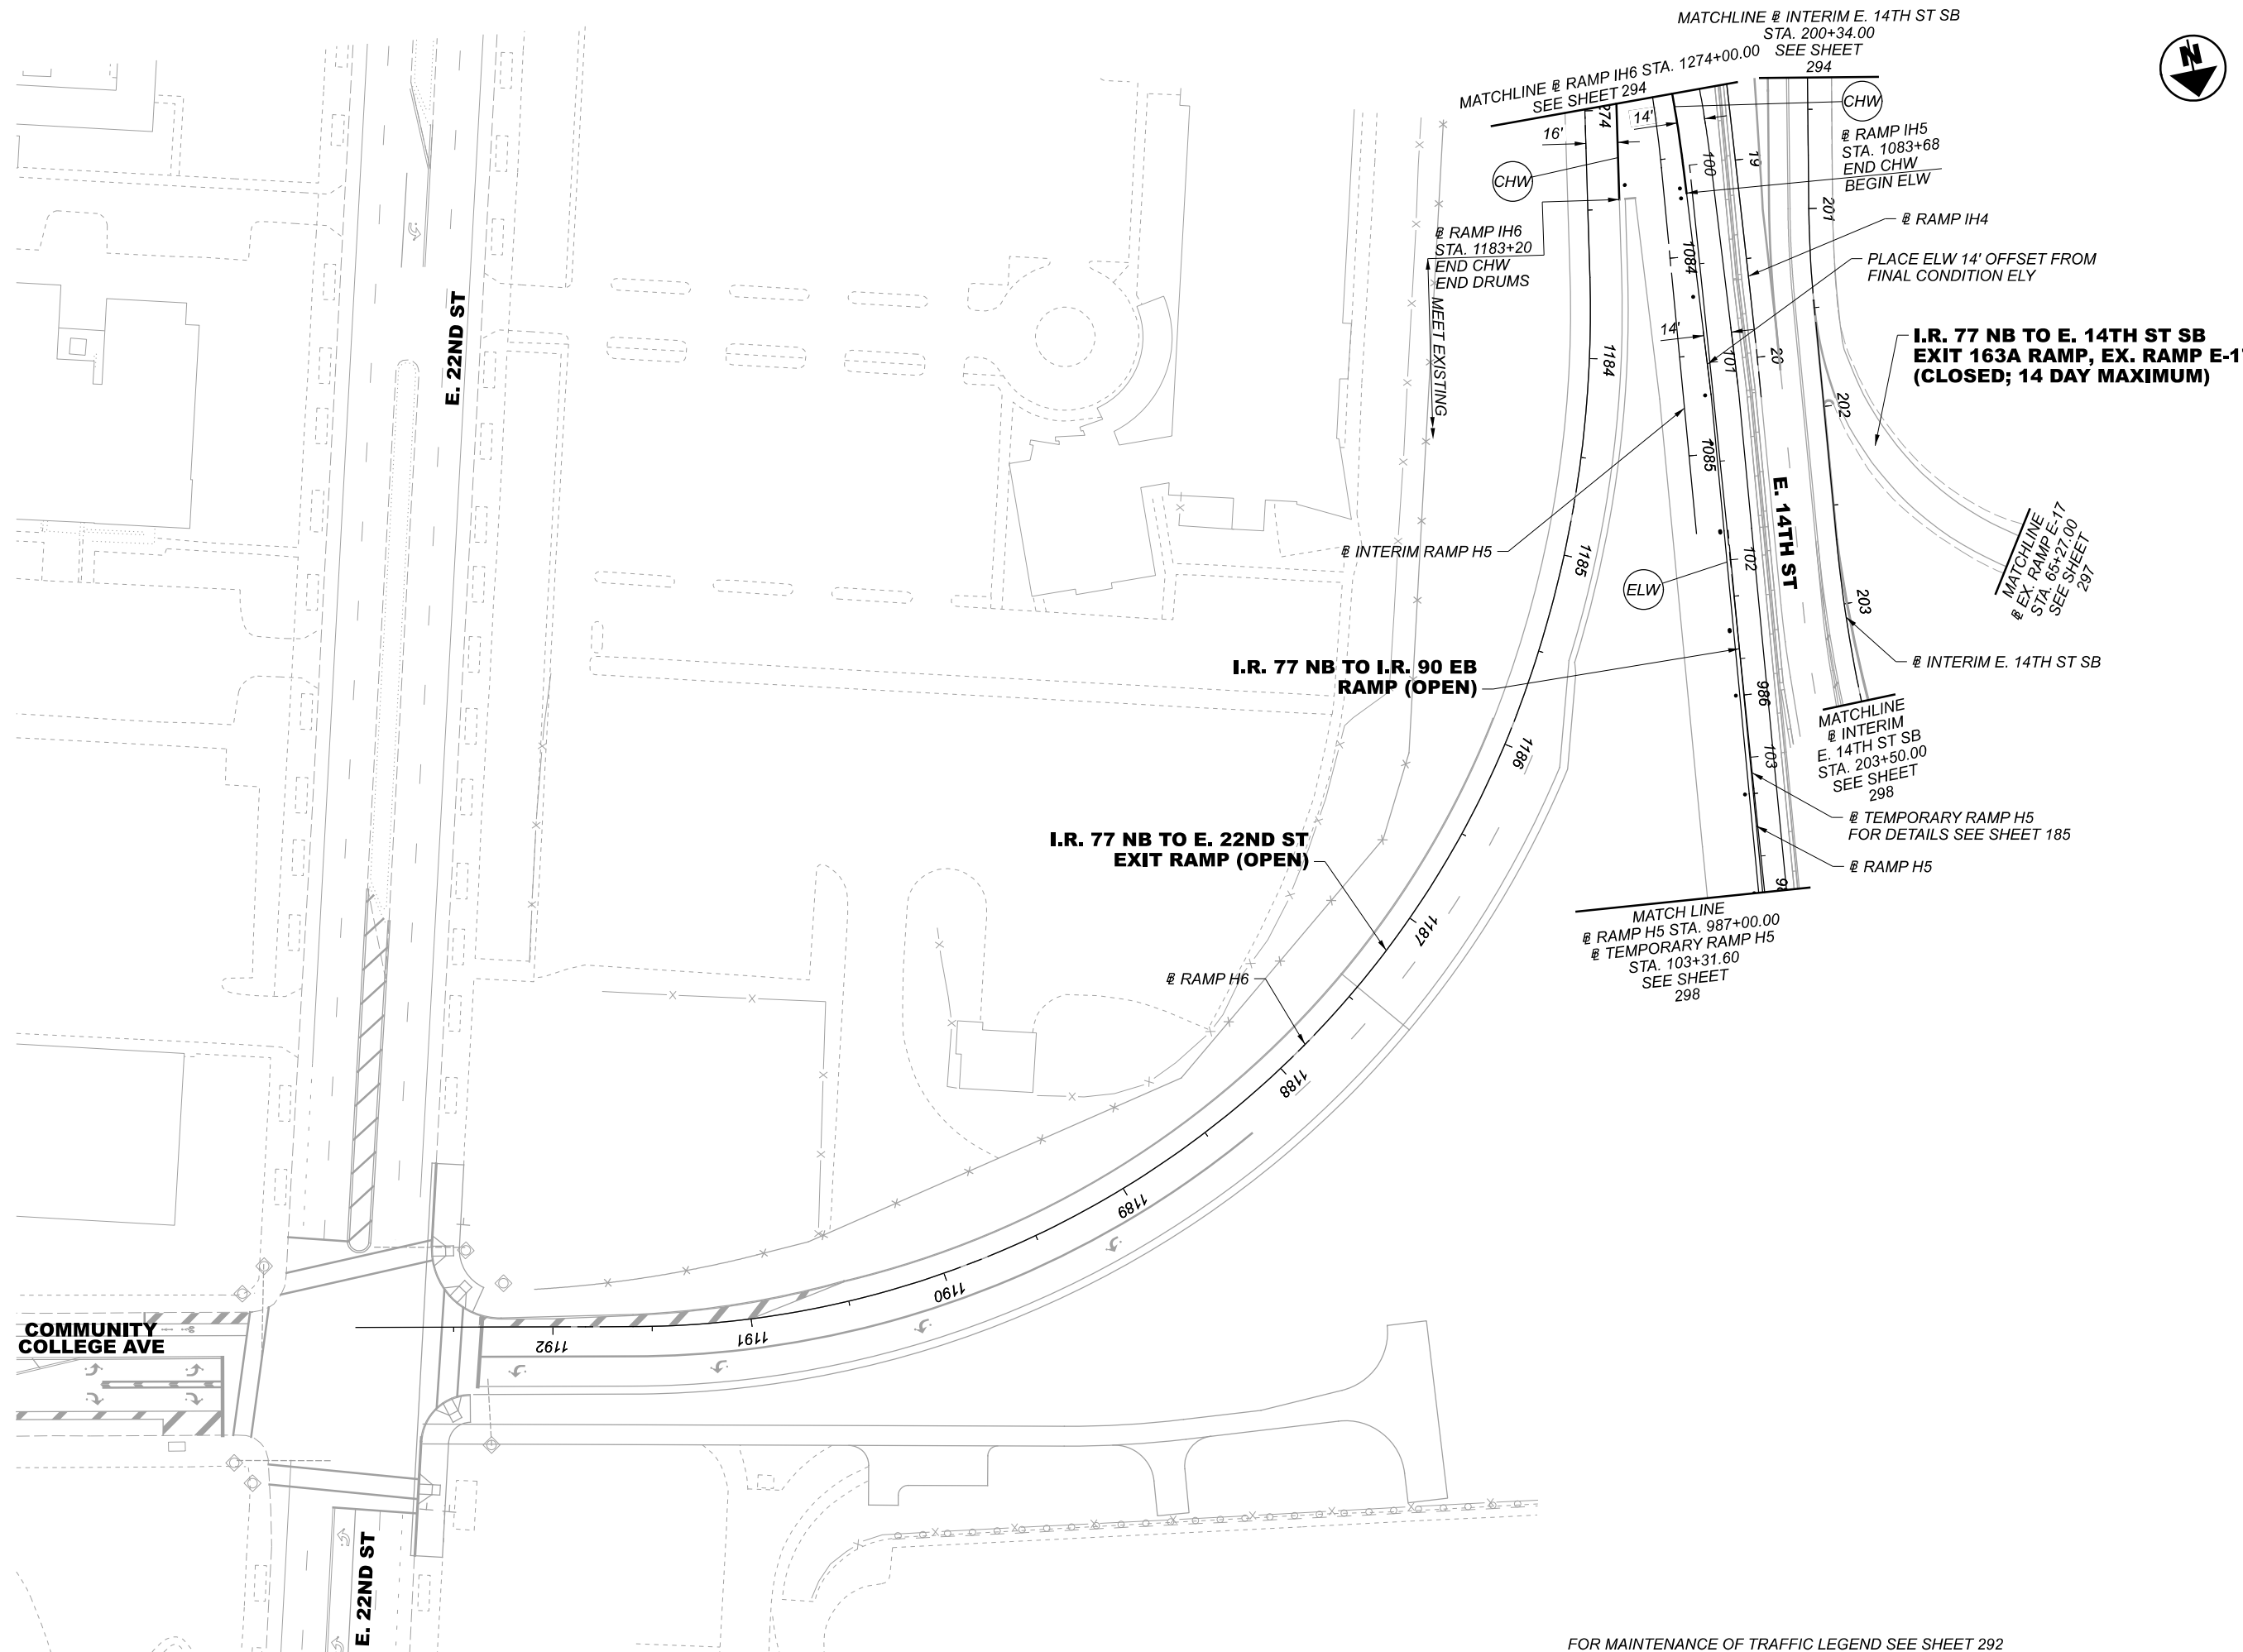 MATCHLINE ⅊ INTERIM E. 14TH ST SB
STA. 200+34.00
SEE SHEET
294
MATCHLINE ⅊ RAMP IH6 STA. 1274+00.00
SEE SHEET 294
N
CHW
16'
14'
274
⅊ RAMP IH5
STA. 1083+68
END CHW
BEGIN ELW
CHW
100
19
201
⅊ RAMP IH4
⅊ RAMP IH6
STA. 1183+20
END CHW
END DRUMS
PLACE ELW 14' OFFSET FROM
FINAL CONDITION ELY
1084
MEET EXISTING
E. 22ND ST
14'
1184
101
20
I.R. 77 NB TO E. 14TH ST SB
EXIT 163A RAMP, EX. RAMP E-17
(CLOSED; 14 DAY MAXIMUM)
202
1085
E. 14TH ST
⅊ INTERIM RAMP H5
1185
102
ELW
203
MATCHLINE
⅊ EX. RAMP E-17
STA. 65+27.00
SEE SHEET
297
I.R. 77 NB TO I.R. 90 EB
RAMP (OPEN)
⅊ INTERIM E. 14TH ST SB
986
MATCHLINE
⅊ INTERIM
E. 14TH ST SB
STA. 203+50.00
SEE SHEET
298
1186
103
⅊ TEMPORARY RAMP H5
FOR DETAILS SEE SHEET 185
I.R. 77 NB TO E. 22ND ST
EXIT RAMP (OPEN)
⅊ RAMP H5
1187
MATCH LINE
⅊ RAMP H5 STA. 987+00.00
⅊ TEMPORARY RAMP H5
STA. 103+31.60
SEE SHEET
298
⅊ RAMP H6
1188
1189
1190
1191
1192
COMMUNITY
COLLEGE AVE
E. 22ND ST
FOR MAINTENANCE OF TRAFFIC LEGEND SEE SHEET 292